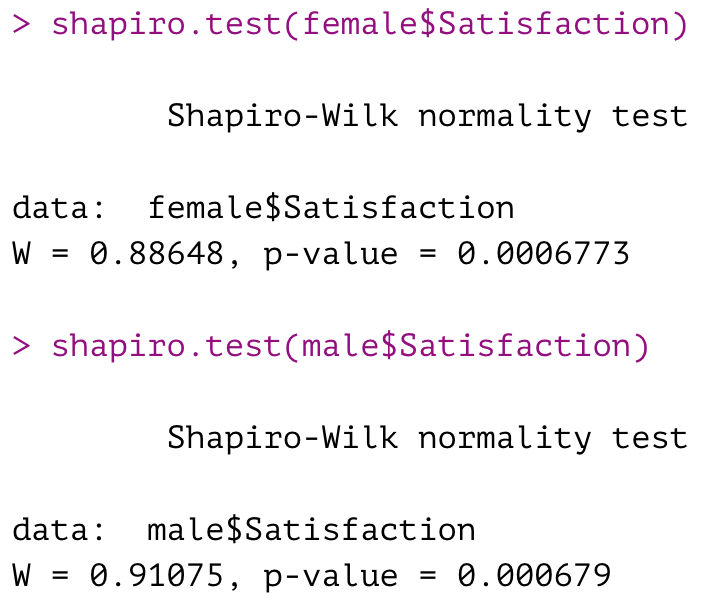 > shapiro.test(female$Satisfaction)
Shapiro-Wilk normality test
data:  female$Satisfaction
W = 0.88648, p-value = 0.0006773
> shapiro.test(male$Satisfaction)
Shapiro-Wilk normality test
data:  male$Satisfaction
W = 0.91075, p-value = 0.000679